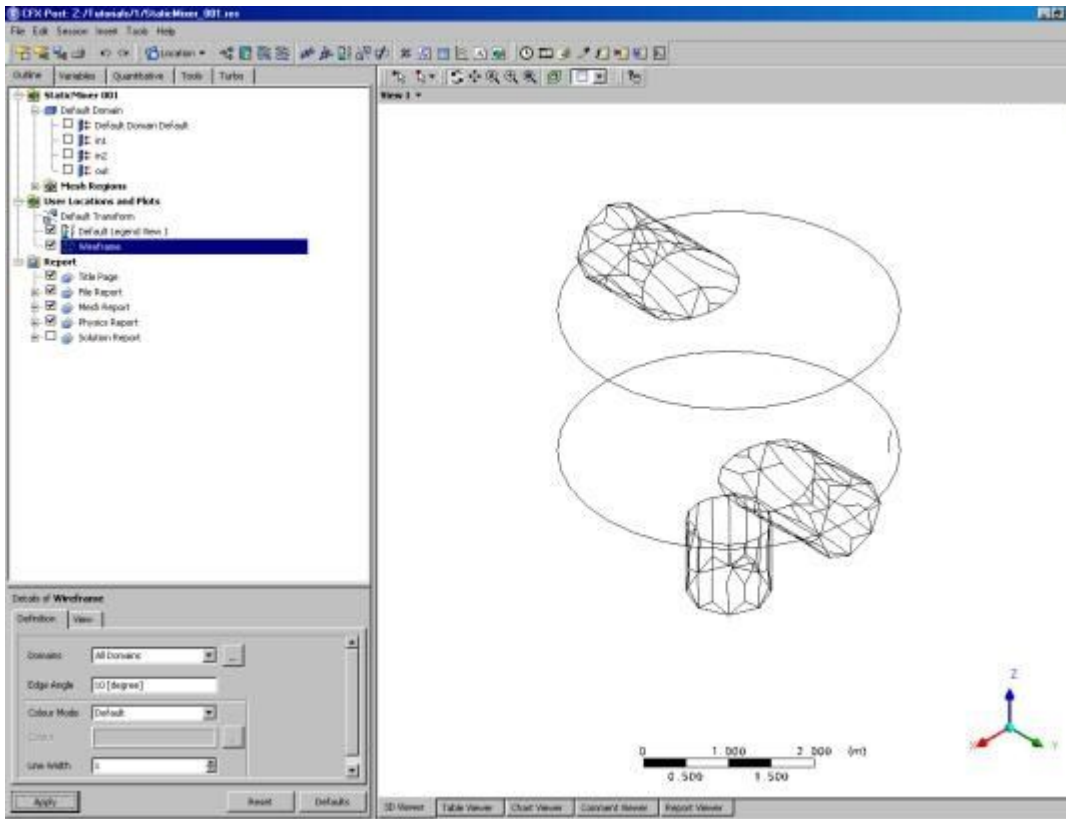 CFX-Post: Z:/Tutorials/1/StaticMixer_001.res
File Edit Session Insert Tools Help
Location
Outline Variables Quantitative Tools Turbo
View 1
StaticMixer 001
Default Domain
Default Domain Default
in1
in2
out
Mesh Regions
User Locations and Plots
Default Transform
Default Legend View 1
Wireframe
Report
Title Page
File Report
Mesh Report
Physics Report
Solution Report
Details of Wireframe
Definition View
Domains All Domains ...
Edge Angle 10 [degree]
Colour Mode Default
Line Width
Apply Reset Defaults
Z
X Y
0 1.000 2.000 (m)
0.500 1.500
3D Viewer Table Viewer Chart Viewer Comment Viewer Report Viewer